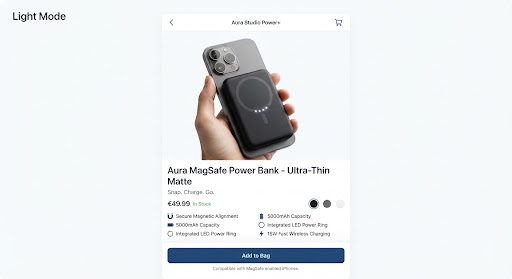 Light Mode
Aura Studio Power+
Aura MagSafe Power Bank - Ultra-Thin
Matte
Snap. Charge. Go.
€49.99 In Stock
Secure Magnetic Alignment
5000mAh Capacity
5000mAh Capacity
Integrated LED Power Ring
Integrated LED Power Ring
15W Fast Wireless Charging
Add to Bag
Compatible with MagSafe enabled iPhones.